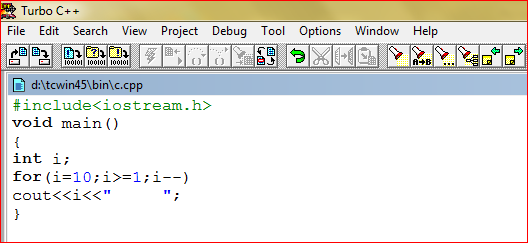 Turbo C++
File Edit Search View Project Debug Tool Options Window Help
A→B
d:\tcwin45\bin\c.cpp
#include<iostream.h>
void main()
{
int i;
for(i=10;i>=1;i--)
cout<<i<<"      ";
}